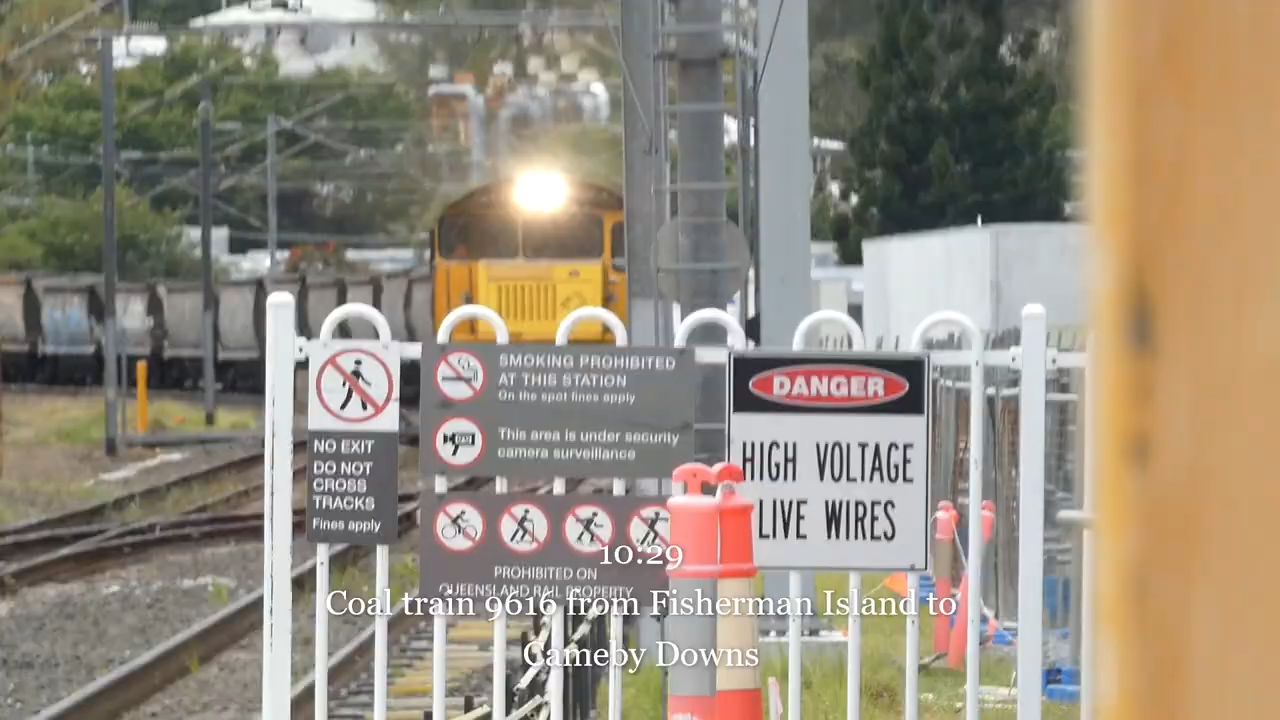 NO EXIT
DO NOT
CROSS
TRACKS
Fines apply
SMOKING PROHIBITED
AT THIS STATION
On the spot fines apply
This area is under security
camera surveillance
PROHIBITED ON
QUEENSLAND RAIL PROPERTY
DANGER
HIGH VOLTAGE
LIVE WIRES
10:29
Coal train 9616 from Fisherman Island to
Cameby Downs